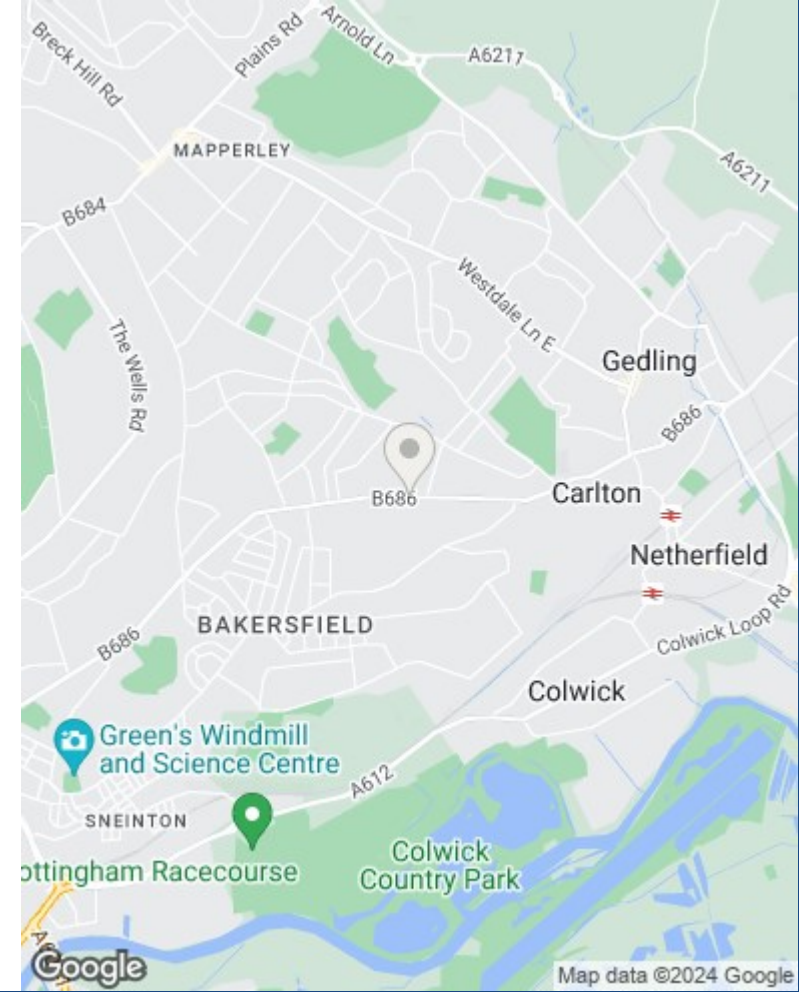 Breck Hill Rd
Plains Rd
Arnold Ln
A6211
MAPPERLEY
A6211
B684
Westdale Ln E
The Wells Rd
Gedling
B686
B686
Carlton
Netherfield
BAKERSFIELD
B686
Colwick Loop Rd
Colwick
Green's Windmill
and Science Centre
A612
SNEINTON
Colwick
Country Park
ottingham Racecourse
Google
Map data ©2024 Google